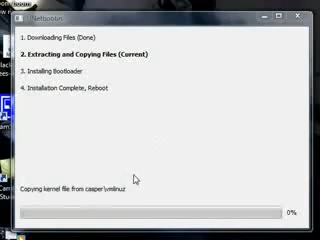 UNetbootin
1. Downloading Files (Done)
2. Extracting and Copying Files (Current)
3. Installing Bootloader
4. Installation Complete, Reboot
Copying kernel file from casper\vmlinuz
0%